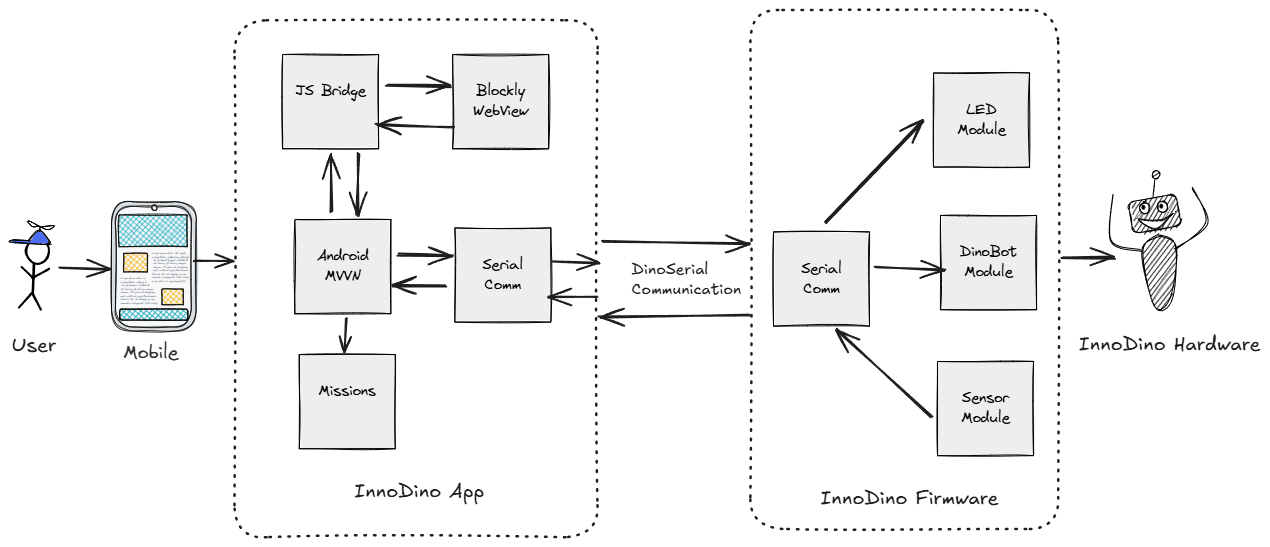 JS Bridge
Blockly
WebView
LED
Module
Android
MVVN
Serial
Comm
DinoSerial
Communication
Serial
Comm
DinoBot
Module
User
Mobile
InnoDino Hardware
Missions
Sensor
Module
InnoDino App
InnoDino Firmware